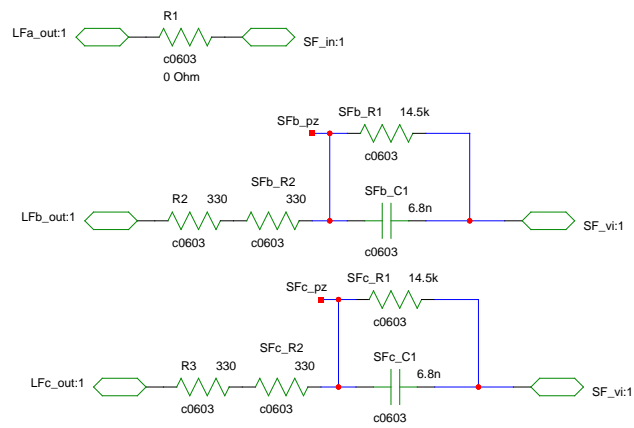 R1
LFa_out:1
SF_in:1
c0603
0 Ohm
SFb_R1 14.5k
SFb_pz
c0603
SFb_R2
SFb_C1
R2 330 330 6.8n
LFb_out:1
SF_vi:1
c0603 c0603 c0603
SFc_R1 14.5k
SFc_pz
c0603
SFc_R2
SFc_C1
R3 330 330 6.8n
LFc_out:1
SF_vi:1
c0603 c0603 c0603